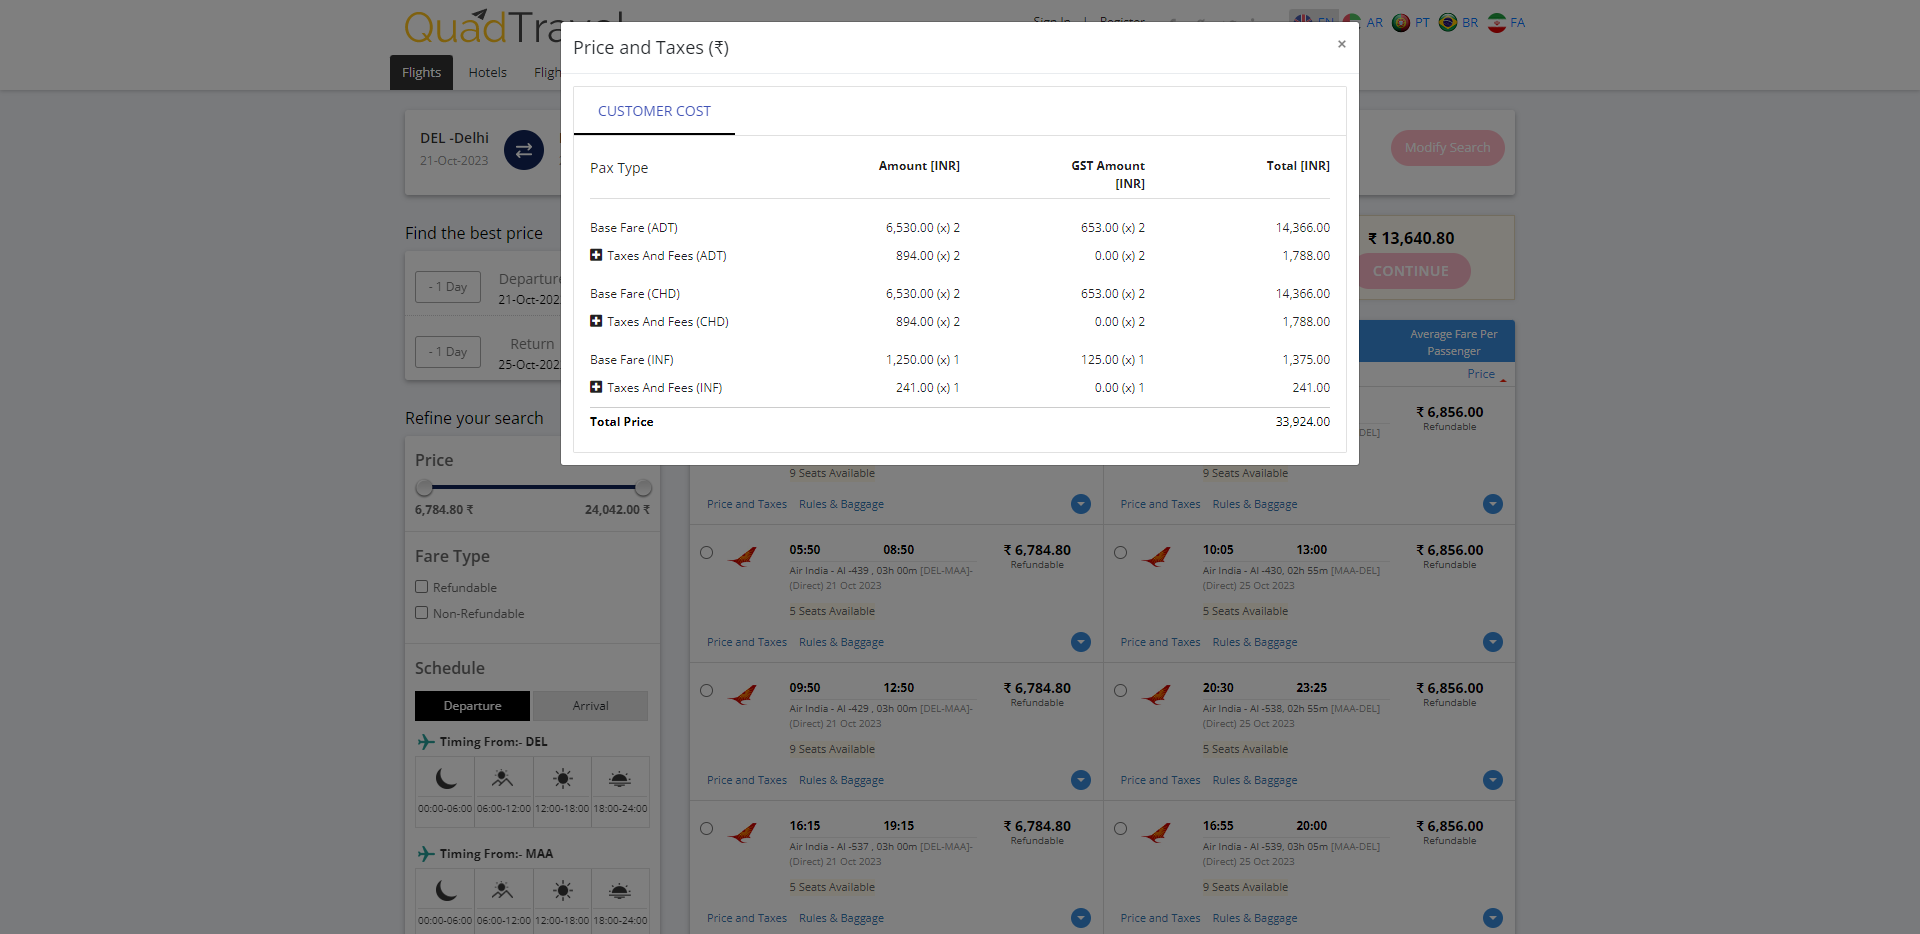 QuadTrav
Sign In | Register
EN AR PT BR FA
Flights Hotels Fligh
Price and Taxes (₹) ×
CUSTOMER COST
Pax Type Amount [INR] GST Amount [INR] Total [INR]
Base Fare (ADT) 6,530.00 (x) 2 653.00 (x) 2 14,366.00
Taxes And Fees (ADT) 894.00 (x) 2 0.00 (x) 2 1,788.00
Base Fare (CHD) 6,530.00 (x) 2 653.00 (x) 2 14,366.00
Taxes And Fees (CHD) 894.00 (x) 2 0.00 (x) 2 1,788.00
Base Fare (INF) 1,250.00 (x) 1 125.00 (x) 1 1,375.00
Taxes And Fees (INF) 241.00 (x) 1 0.00 (x) 1 241.00
Total Price 33,924.00
DEL -Delhi
21-Oct-2023
Modify Search
Find the best price
- 1 Day
Departure
21-Oct-202
- 1 Day
Return
25-Oct-202
₹ 13,640.80
CONTINUE
Average Fare Per
Passenger
Price
Refine your search
Price
6,784.80 ₹ 24,042.00 ₹
Fare Type
Refundable
Non-Refundable
Schedule
Departure Arrival
Timing From:- DEL
00:00-06:00 06:00-12:00 12:00-18:00 18:00-24:00
Timing From:- MAA
00:00-06:00 06:00-12:00 12:00-18:00 18:00-24:00
9 Seats Available
Price and Taxes Rules & Baggage
05:50 08:50 ₹ 6,784.80
Refundable
Air India - AI -439 , 03h 00m [DEL-MAA]-
(Direct) 21 Oct 2023
5 Seats Available
Price and Taxes Rules & Baggage
09:50 12:50 ₹ 6,784.80
Refundable
Air India - AI -429 , 03h 00m [DEL-MAA]-
(Direct) 21 Oct 2023
9 Seats Available
Price and Taxes Rules & Baggage
16:15 19:15 ₹ 6,784.80
Refundable
Air India - AI -537 , 03h 00m [DEL-MAA]-
(Direct) 21 Oct 2023
5 Seats Available
Price and Taxes Rules & Baggage
₹ 6,856.00
Refundable
DEL]
9 Seats Available
Price and Taxes Rules & Baggage
10:05 13:00 ₹ 6,856.00
Refundable
Air India - AI -430, 02h 55m [MAA-DEL]
(Direct) 25 Oct 2023
5 Seats Available
Price and Taxes Rules & Baggage
20:30 23:25 ₹ 6,856.00
Refundable
Air India - AI -538, 02h 55m [MAA-DEL]
(Direct) 25 Oct 2023
5 Seats Available
Price and Taxes Rules & Baggage
16:55 20:00 ₹ 6,856.00
Refundable
Air India - AI -539, 03h 05m [MAA-DEL]
(Direct) 25 Oct 2023
9 Seats Available
Price and Taxes Rules & Baggage